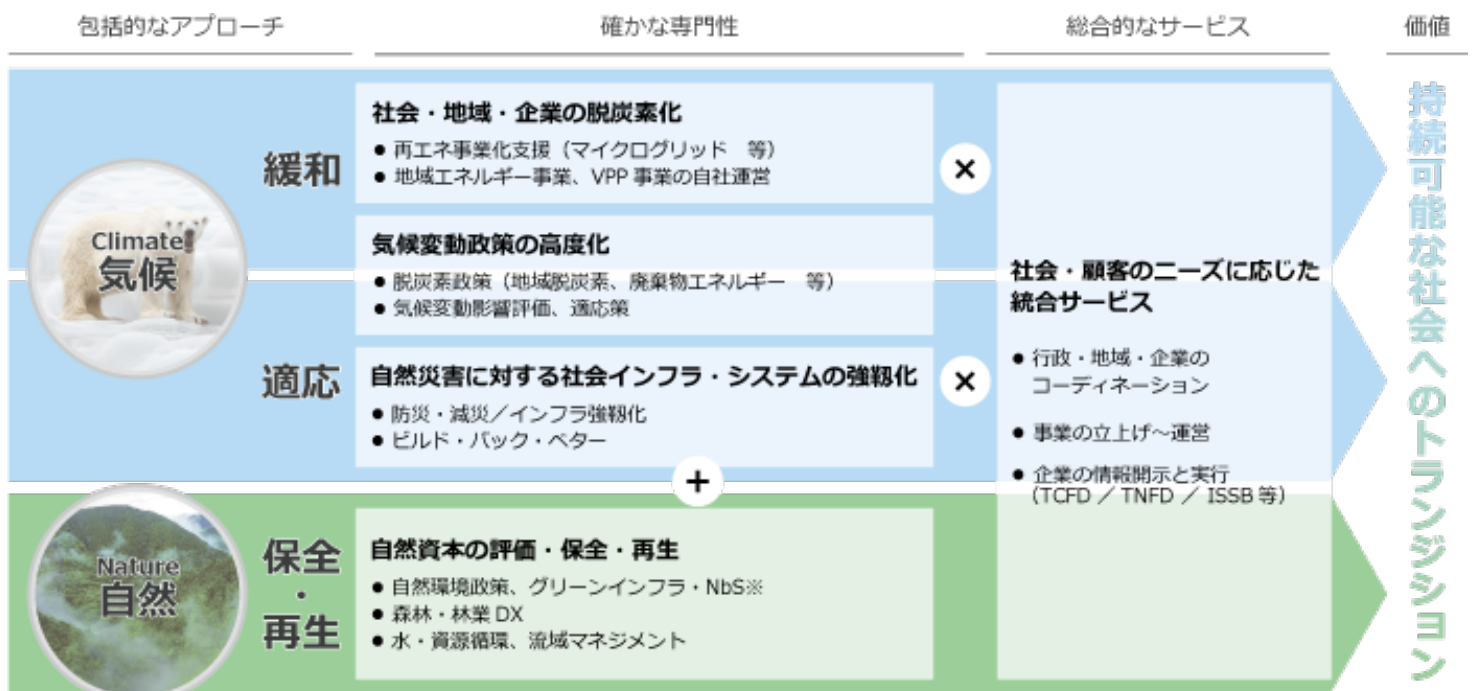 包括的なアプローチ
確かな専門性
総合的なサービス
価値
Climate
気候
緩和
社会・地域・企業の脱炭素化
● 再エネ事業化支援（マイクログリッド　等）
● 地域エネルギー事業、VPP 事業の自社運営
×
気候変動政策の高度化
● 脱炭素政策（地域脱炭素、廃棄物エネルギー　等）
● 気候変動影響評価、適応策
適応
自然災害に対する社会インフラ・システムの強靱化
● 防災・減災／インフラ強靱化
● ビルド・バック・ベター
×
+
Nature
自然
保全
・
再生
自然資本の評価・保全・再生
● 自然環境政策、グリーンインフラ・NbS※
● 森林・林業 DX
● 水・資源循環、流域マネジメント
社会・顧客のニーズに応じた
統合サービス
● 行政・地域・企業の
コーディネーション
● 事業の立上げ～運営
● 企業の情報開示と実行
（TCFD ／ TNFD ／ ISSB 等）
持続可能な社会へのトランジション